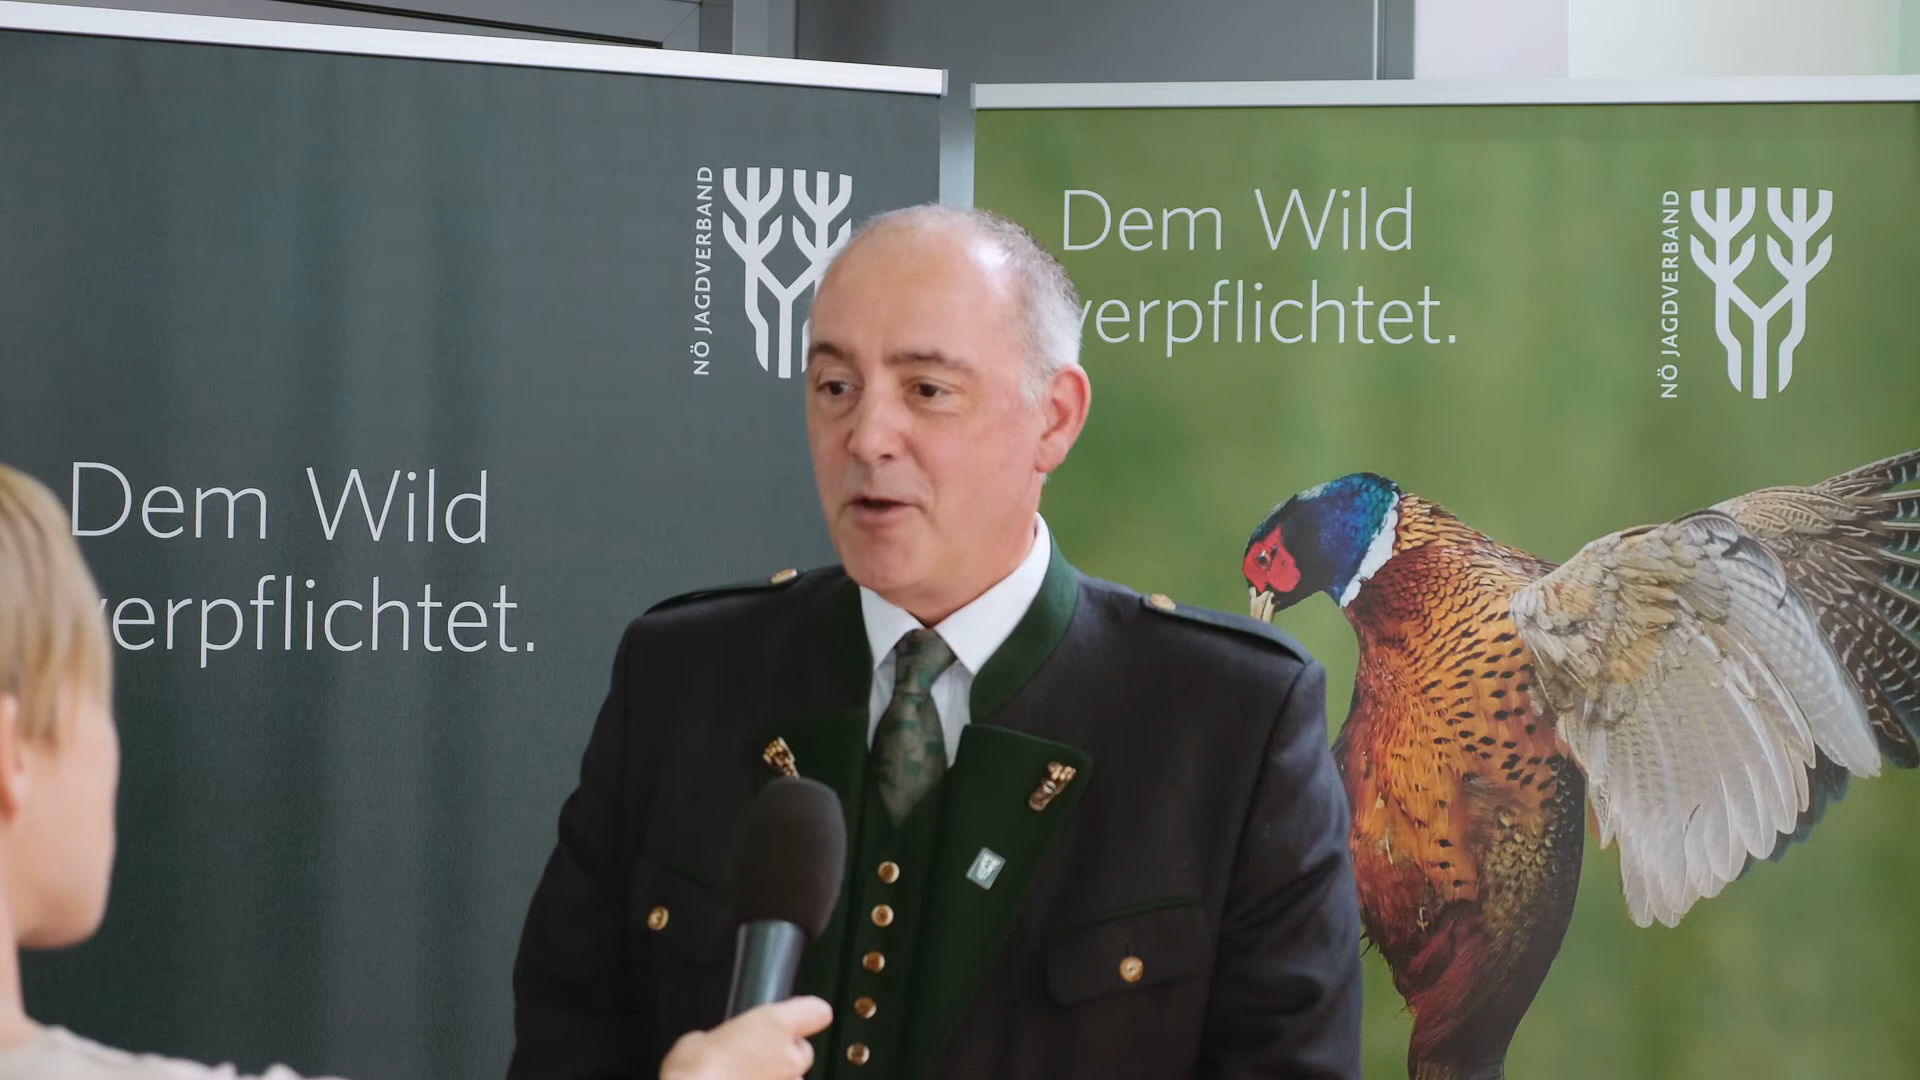 NÖ JAGDVERBAND
Dem Wild
verpflichtet.
Dem Wild
verpflichtet.
NÖ JAGDVERBAND